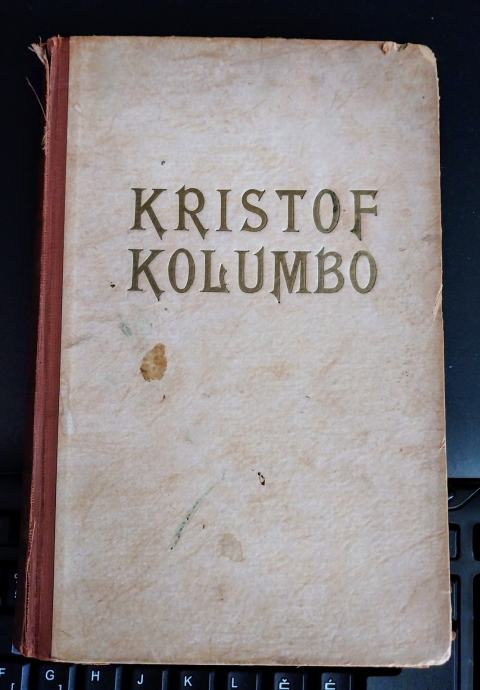 KRISTOF
KOLUMBO
F G H J K L Č Ć
[ ]